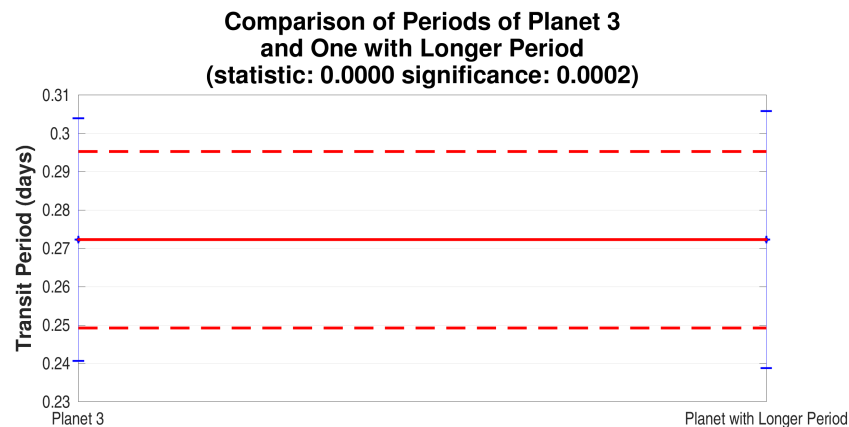 Comparison of Periods of Planet 3
and One with Longer Period
(statistic: 0.0000 significance: 0.0002)
Transit Period (days)
0.31
0.3
0.29
0.28
0.27
0.26
0.25
0.24
0.23
Planet 3
Planet with Longer Period